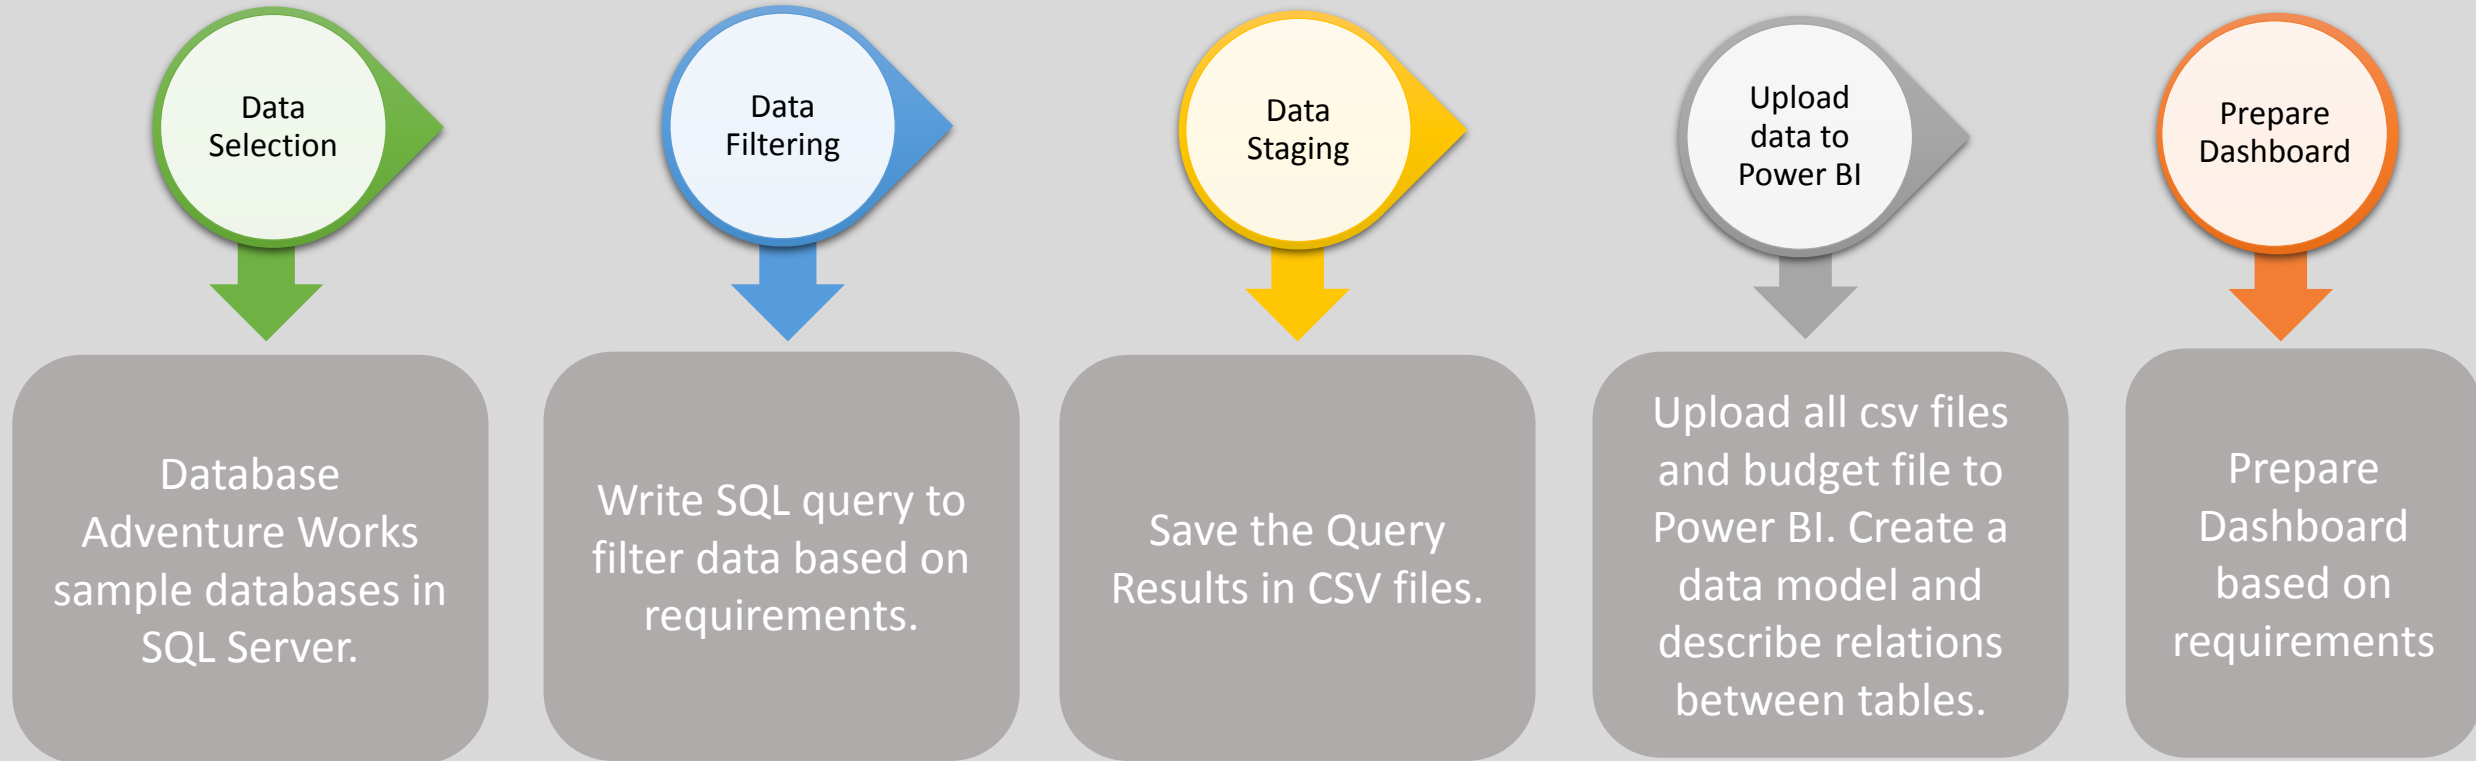 Data
Selection
Data
Filtering
Data
Staging
Upload
data to
Power BI
Prepare
Dashboard
Database
Adventure Works
sample databases in
SQL Server.
Write SQL query to
filter data based on
requirements.
Save the Query
Results in CSV files.
Upload all csv files
and budget file to
Power BI. Create a
data model and
describe relations
between tables.
Prepare
Dashboard
based on
requirements